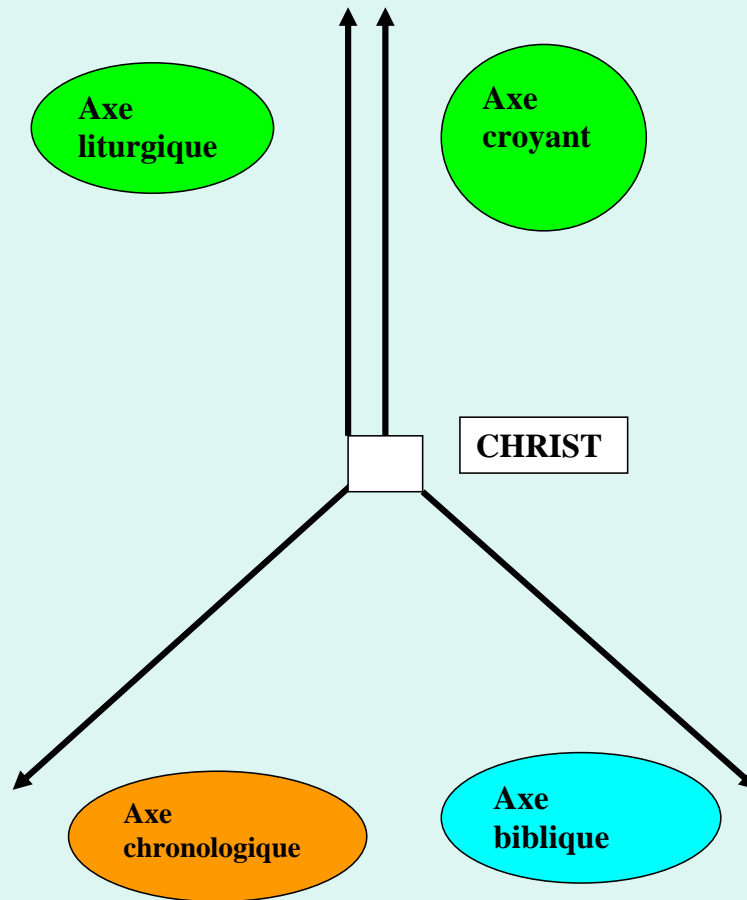 Axe
liturgique
Axe
croyant
CHRIST
Axe
chronologique
Axe
biblique